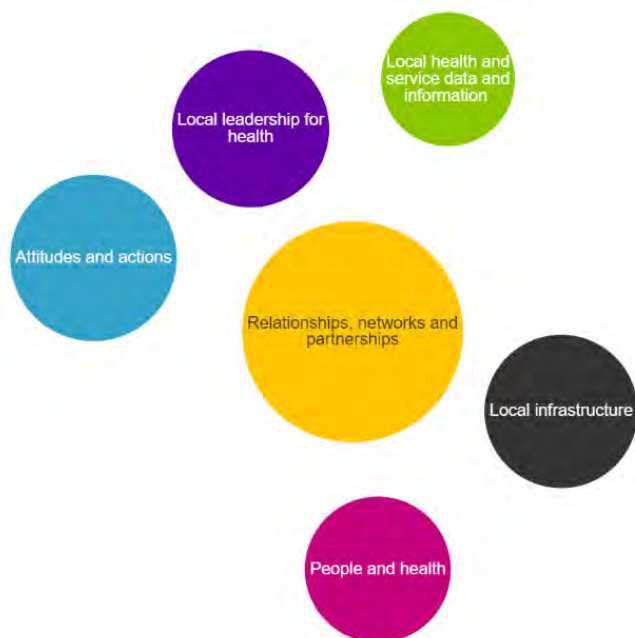 Local health and
service data and
information
Local leadership for
health
Attitudes and actions
Relationships, networks and
partnerships
Local infrastructure
People and health